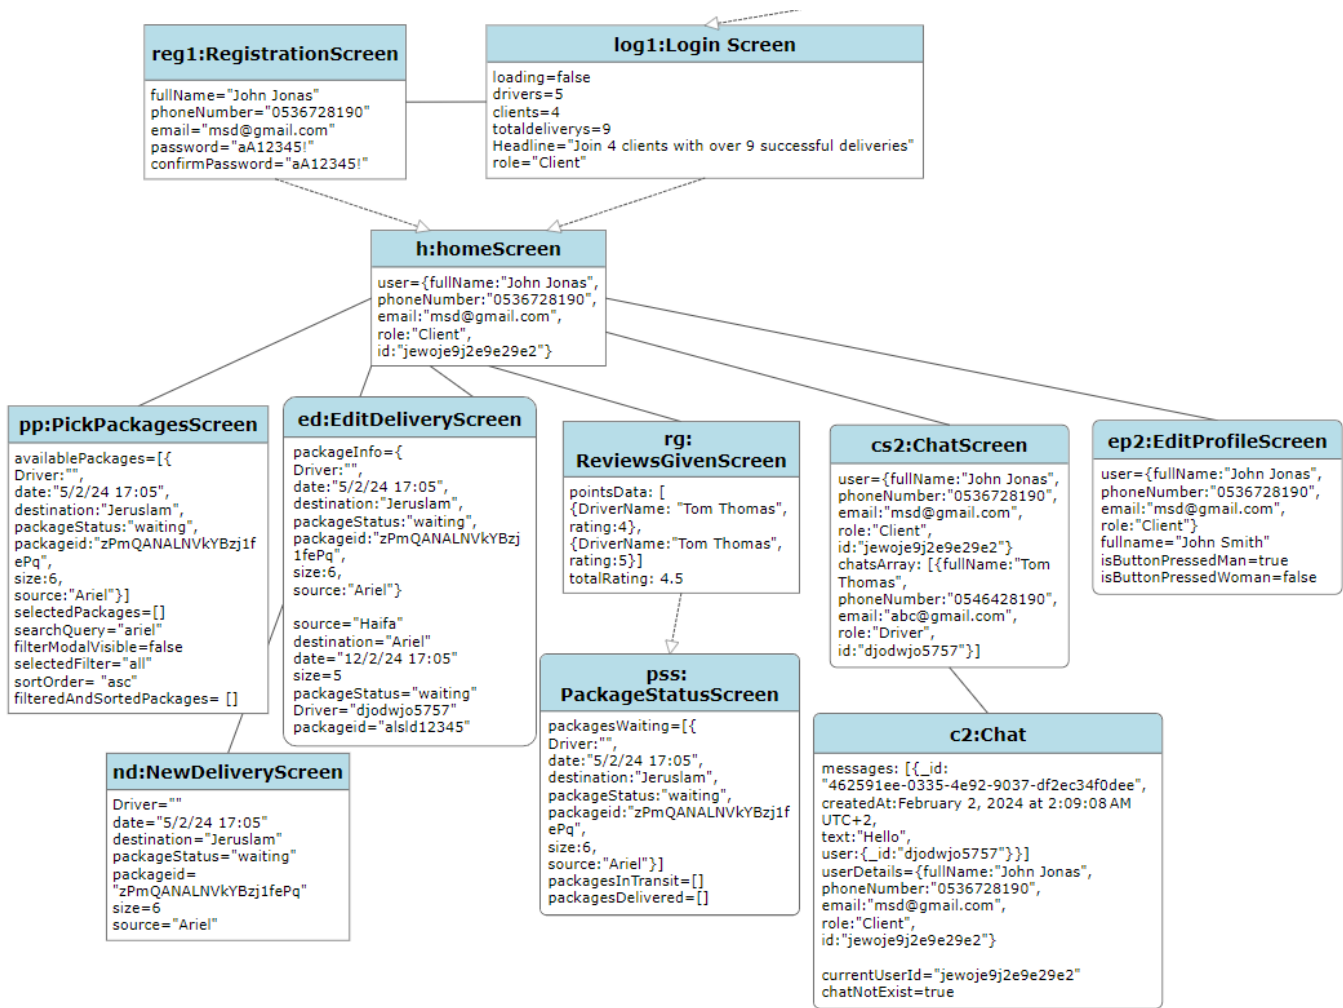 reg1:RegistrationScreen
fullName="John Jonas"
phoneNumber="0536728190"
email="msd@gmail.com"
password="aA12345!"
confirmPassword="aA12345!"
log1:Login Screen
loading=false
drivers=5
clients=4
totaldeliverys=9
Headline="Join 4 clients with over 9 successful deliveries"
role="Client"
h:homeScreen
user={fullName:"John Jonas",
phoneNumber:"0536728190",
email:"msd@gmail.com",
role:"Client",
id:"jewoje9j2e9e29e2"}
pp:PickPackagesScreen
availablePackages=[{
Driver:"",
date:"5/2/24 17:05",
destination:"Jeruslam",
packageStatus:"waiting",
packageid:"zPmQANALNVkYBzj1f
ePq",
size:6,
source:"Ariel"}]
selectedPackages=[]
searchQuery="ariel"
filterModalVisible=false
selectedFilter="all"
sortOrder= "asc"
filteredAndSortedPackages= []
ed:EditDeliveryScreen
packageInfo={
Driver:"",
date:"5/2/24 17:05",
destination:"Jeruslam",
packageStatus:"waiting",
packageid:"zPmQANALNVkYBzj
1fePq",
size:6,
source:"Ariel"}
source="Haifa"
destination="Ariel"
date="12/2/24 17:05"
size=5
packageStatus="waiting"
Driver="djodwjo5757"
packageid="alsld12345"
rg:
ReviewsGivenScreen
pointsData: [
{DriverName: "Tom Thomas",
rating:4},
{DriverName:"Tom Thomas",
rating:5}]
totalRating: 4.5
cs2:ChatScreen
user={fullName:"John Jonas",
phoneNumber:"0536728190",
email:"msd@gmail.com",
role:"Client",
id:"jewoje9j2e9e29e2"}
chatsArray: [{fullName:"Tom
Thomas",
phoneNumber:"0546428190",
email:"abc@gmail.com",
role:"Driver",
id:"djodwjo5757"}]
ep2:EditProfileScreen
user={fullName:"John Jonas",
phoneNumber:"0536728190",
email:"msd@gmail.com",
role:"Client"}
fullname="John Smith"
isButtonPressedMan=true
isButtonPressedWoman=false
nd:NewDeliveryScreen
Driver=""
date="5/2/24 17:05"
destination="Jeruslam"
packageStatus="waiting"
packageid=
"zPmQANALNVkYBzj1fePq"
size=6
source="Ariel"
pss:
PackageStatusScreen
packagesWaiting=[{
Driver:"",
date:"5/2/24 17:05",
destination:"Jeruslam",
packageStatus:"waiting",
packageid:"zPmQANALNVkYBzj1f
ePq",
size:6,
source:"Ariel"}]
packagesInTransit=[]
packagesDelivered=[]
c2:Chat
messages: [{_id:
"462591ee-0335-4e92-9037-df2ec34f0dee",
createdAt:February 2, 2024 at 2:09:08 AM
UTC+2,
text:"Hello",
user:{_id:"djodwjo5757"}}]
userDetails={fullName:"John Jonas",
phoneNumber:"0536728190",
email:"msd@gmail.com",
role:"Client",
id:"jewoje9j2e9e29e2"}
currentUserId="jewoje9j2e9e29e2"
chatNotExist=true